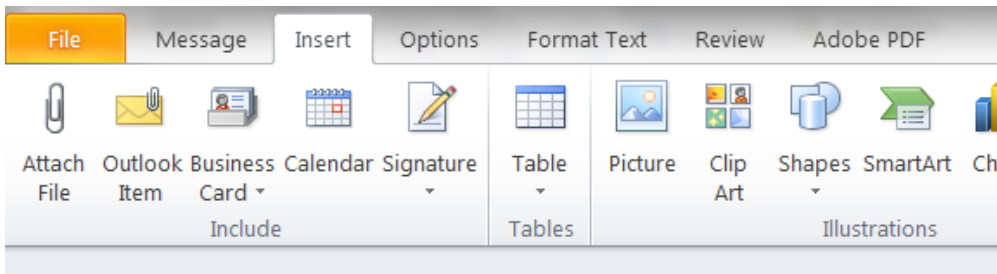 File Message Insert Options Format Text Review Adobe PDF
Attach Outlook Business Calendar Signature Table Picture Clip Shapes SmartArt Ch
File Item Card Art
Include Tables Illustrations